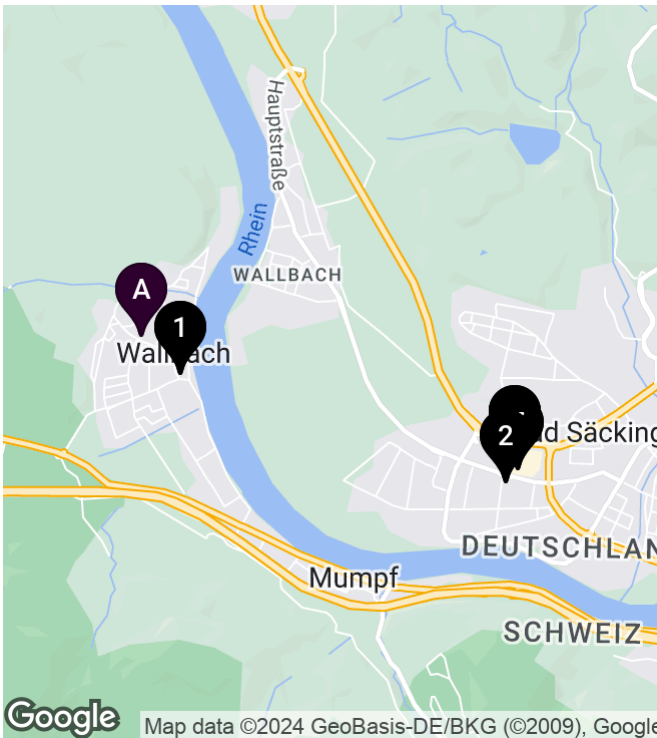 Hauptstraße
Rhein
WALLBACH
A
1
Wallbach
2
ad Säcking
DEUTSCHLAN
Mumpf
SCHWEIZ
Google
Map data ©2024 GeoBasis-DE/BKG (©2009), Google